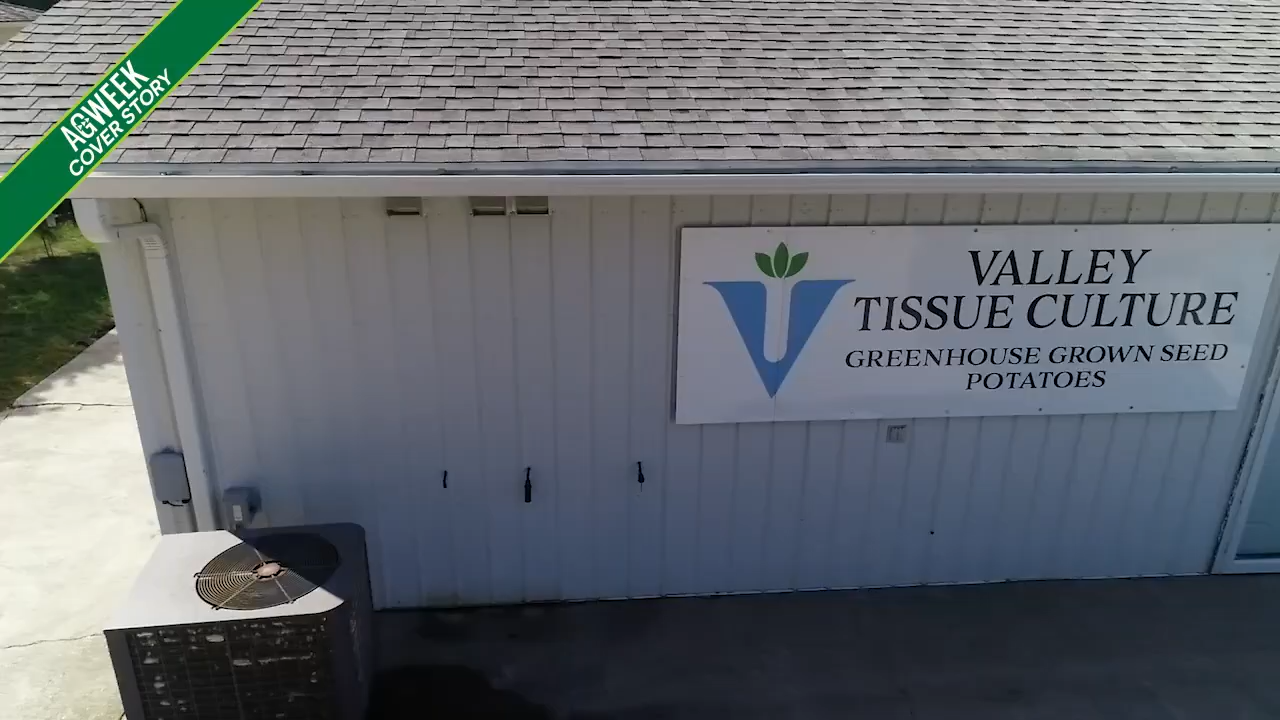 AGWEEK
COVER STORY
VALLEY
TISSUE CULTURE
GREENHOUSE GROWN SEED
POTATOES